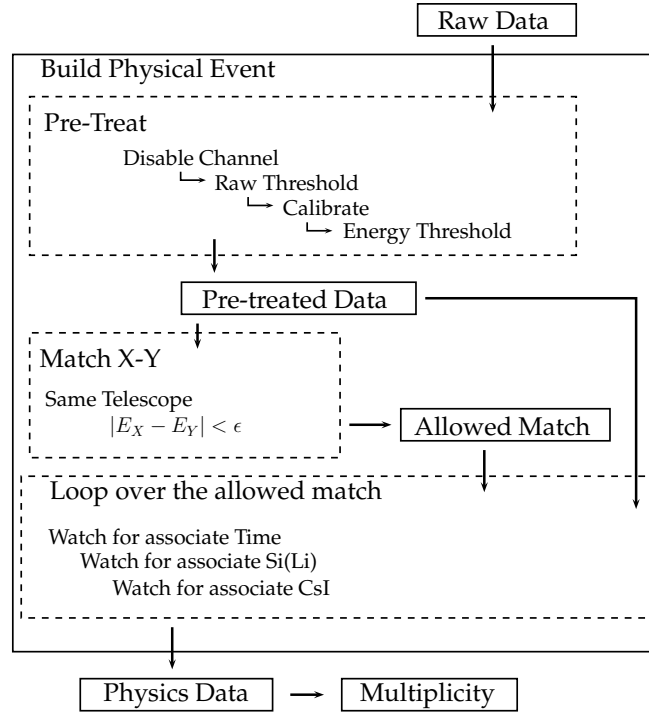 Raw Data
Build Physical Event
Pre-Treat
Disable Channel
Raw Threshold
Calibrate
Energy Threshold
Pre-treated Data
Match X-Y
Same Telescope
|E_X − E_Y| < ϵ
Allowed Match
Loop over the allowed match
Watch for associate Time
Watch for associate Si(Li)
Watch for associate CsI
Physics Data
Multiplicity